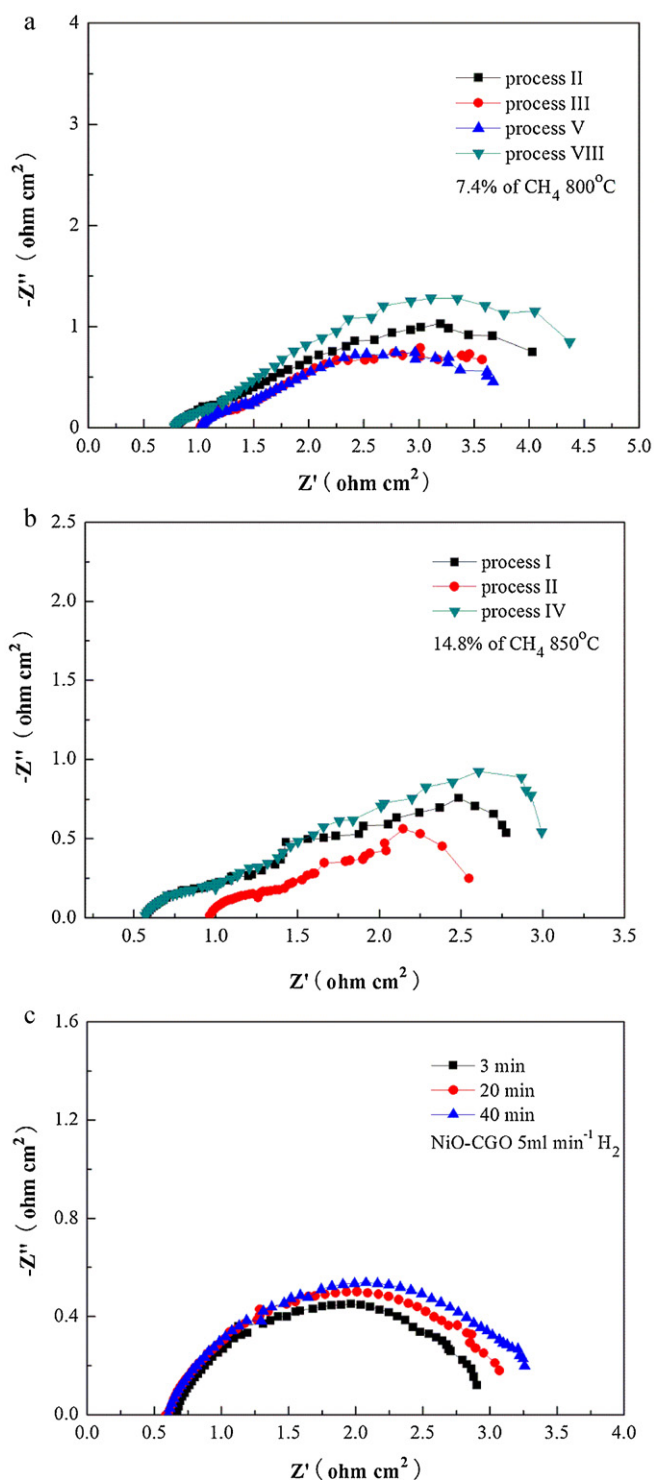 a
4
3
2
1
0
-Z'' ( ohm cm²)
process II
process III
process V
process VIII
7.4% of CH₄ 800°C
0.0 0.5 1.0 1.5 2.0 2.5 3.0 3.5 4.0 4.5 5.0
Z' ( ohm cm²)
b
2.5
2.0
1.5
1.0
0.5
0.0
-Z'' ( ohm cm²)
process I
process II
process IV
14.8% of CH₄ 850°C
0.5 1.0 1.5 2.0 2.5 3.0 3.5
Z' ( ohm cm²)
c
1.6
1.2
0.8
0.4
0.0
-Z'' ( ohm cm²)
3 min
20 min
40 min
NiO-CGO 5ml min⁻¹ H₂
0.0 0.5 1.0 1.5 2.0 2.5 3.0 3.5 4.0
Z' ( ohm cm²)